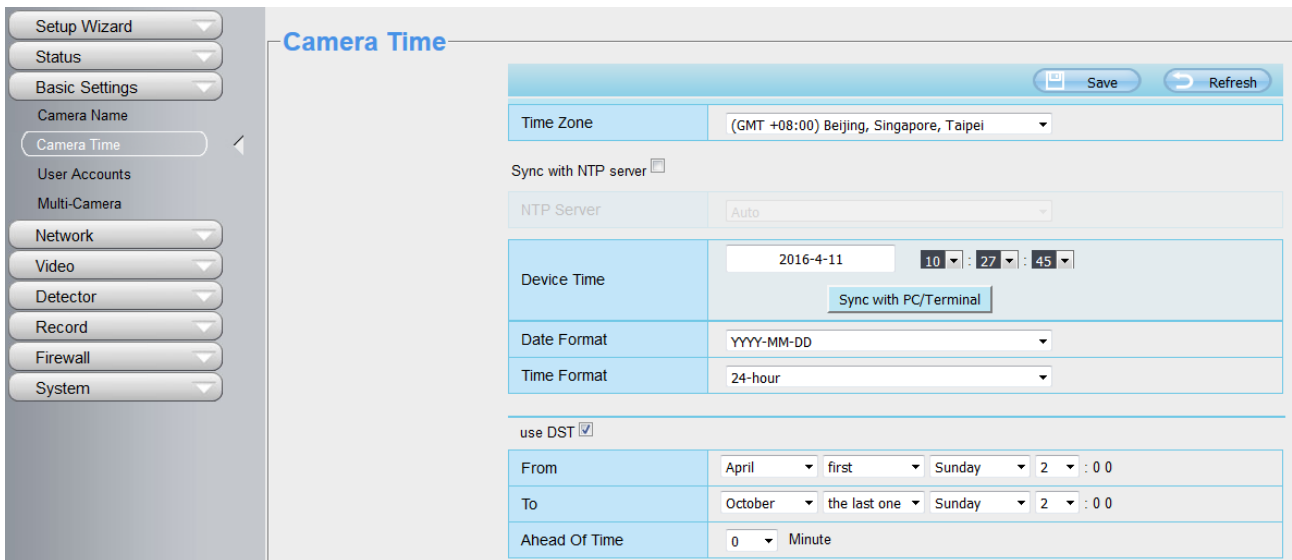 Setup Wizard
Status
Basic Settings
Camera Name
Camera Time
User Accounts
Multi-Camera
Network
Video
Detector
Record
Firewall
System
Camera Time
Save Refresh
Time Zone (GMT +08:00) Beijing, Singapore, Taipei
Sync with NTP server
NTP Server Auto
Device Time 2016-4-11 10 : 27 : 45
Sync with PC/Terminal
Date Format YYYY-MM-DD
Time Format 24-hour
use DST
From April first Sunday 2 : 0 0
To October the last one Sunday 2 : 0 0
Ahead Of Time 0 Minute